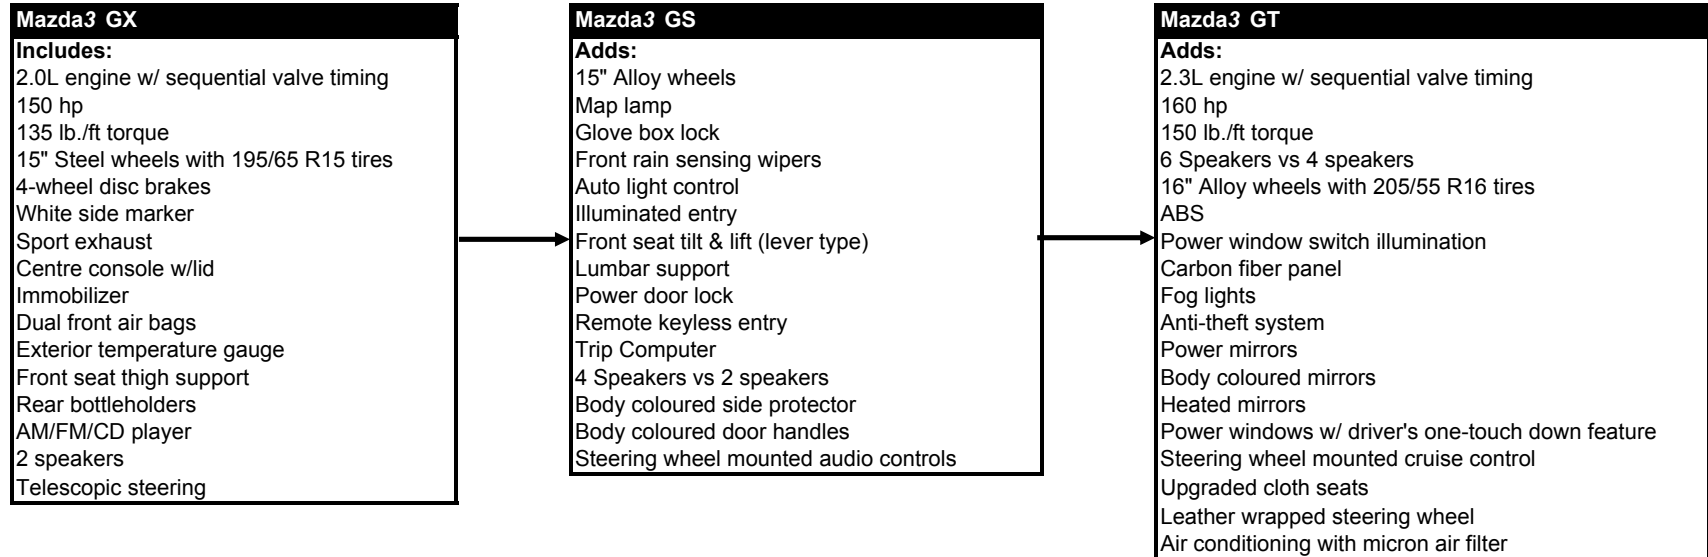 Mazda3 GX
Includes:
2.0L engine w/ sequential valve timing
150 hp
135 lb./ft torque
15" Steel wheels with 195/65 R15 tires
4-wheel disc brakes
White side marker
Sport exhaust
Centre console w/lid
Immobilizer
Dual front air bags
Exterior temperature gauge
Front seat thigh support
Rear bottleholders
AM/FM/CD player
2 speakers
Telescopic steering
Mazda3 GS
Adds:
15" Alloy wheels
Map lamp
Glove box lock
Front rain sensing wipers
Auto light control
Illuminated entry
Front seat tilt & lift (lever type)
Lumbar support
Power door lock
Remote keyless entry
Trip Computer
4 Speakers vs 2 speakers
Body coloured side protector
Body coloured door handles
Steering wheel mounted audio controls
Mazda3 GT
Adds:
2.3L engine w/ sequential valve timing
160 hp
150 lb./ft torque
6 Speakers vs 4 speakers
16" Alloy wheels with 205/55 R16 tires
ABS
Power window switch illumination
Carbon fiber panel
Fog lights
Anti-theft system
Power mirrors
Body coloured mirrors
Heated mirrors
Power windows w/ driver's one-touch down feature
Steering wheel mounted cruise control
Upgraded cloth seats
Leather wrapped steering wheel
Air conditioning with micron air filter